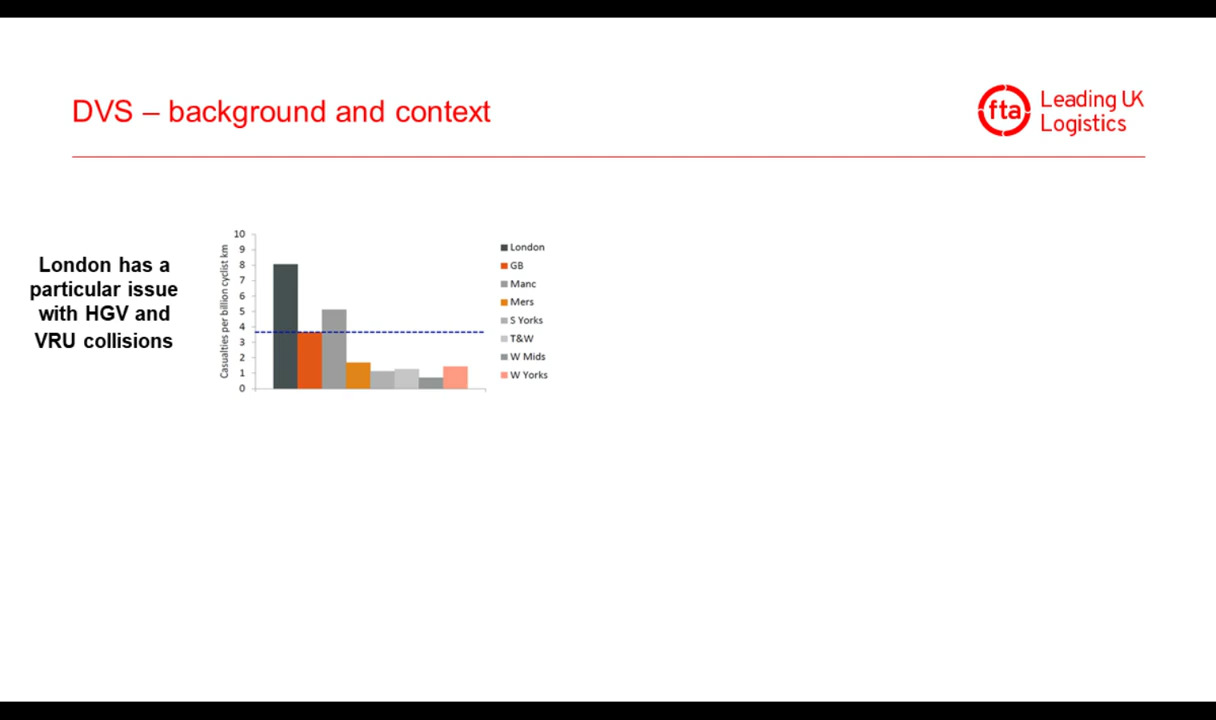 DVS – background and context
fta
Leading UK
Logistics
London has a
particular issue
with HGV and
VRU collisions
Casualties per billion cyclist km
10
9
8
7
6
5
4
3
2
1
0
London
GB
Manc
Mers
S Yorks
T&W
W Mids
W Yorks